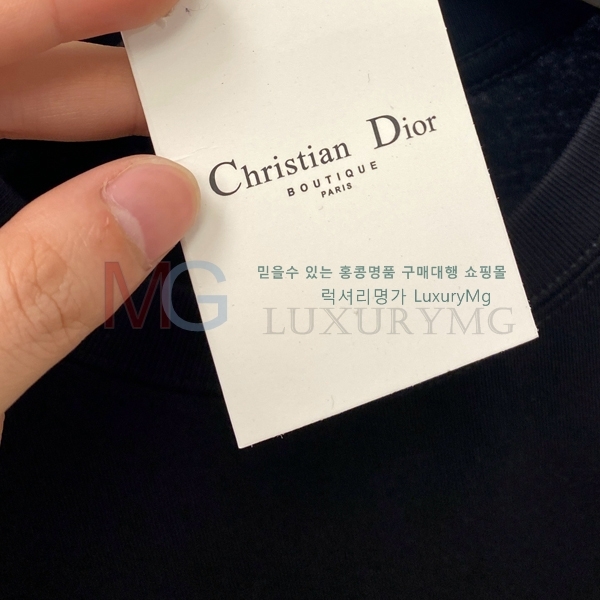 Christian Dior
BOUTIQUE
PARIS
믿을수 있는 홍콩명품 구매대행 쇼핑몰
럭셔리명가 LuxuryMg
MG LUXURYMG